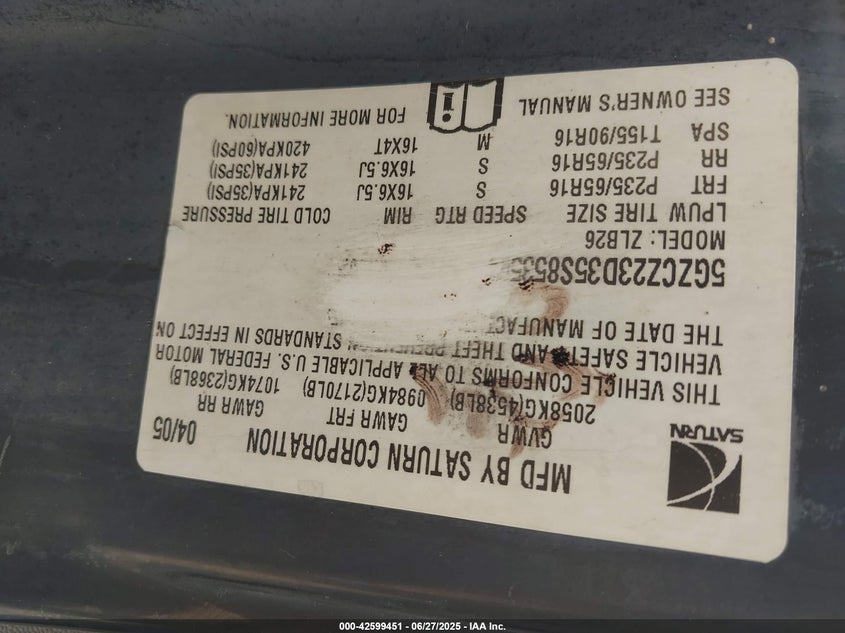 MFD BY SATURN CORPORATION 04/05
SATURN
GVWR GAWR FRT GAWR RR
2058KG(4538LB) 0984KG(2170LB) 1074KG(2368LB)
THIS VEHICLE CONFORMS TO ALL APPLICABLE U.S. FEDERAL MOTOR
VEHICLE SAFETY AND THEFT PREVENTION STANDARDS IN EFFECT ON
THE DATE OF
5GZCZ23D35S853
MODEL: ZLB26
LPUW TIRE SIZE SPEED RTG RIM COLD TIRE PRESSURE
FRT P235/65R16 S 16X6.5J 241KPA(35PSI)
RR P235/65R16 S 16X6.5J 241KPA(35PSI)
SPA T155/90R16 M 16X4T 420KPA(60PSI)
SEE OWNER'S MANUAL i FOR MORE INFORMATION.
000-42599451 - 06/27/2025 - IAA Inc.